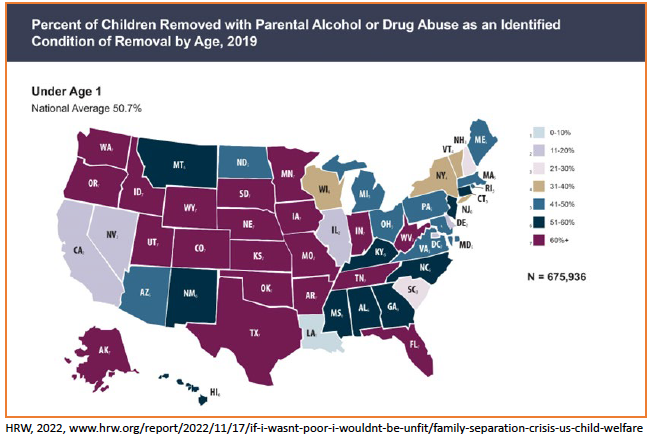 Percent of Children Removed with Parental Alcohol or Drug Abuse as an Identified
Condition of Removal by Age, 2019
Under Age 1
National Average 50.7%
WA
OR
ID
MT
ND
SD
MN
WI
MI
WY
NE
IA
IL
IN
OH
PA
NY
VT
NH
ME
MA
RI
CT
NJ
DE
MD
DC
VA
WV
KY
NC
SC
TN
GA
AL
MS
LA
AR
MO
KS
OK
TX
NM
CO
UT
AZ
NV
CA
FL
AK
HI
0-10%
11-20%
21-30%
31-40%
41-50%
51-60%
60%+
N = 675,936
HRW, 2022, www.hrw.org/report/2022/11/17/if-i-wasnt-poor-i-wouldnt-be-unfit/family-separation-crisis-us-child-welfare